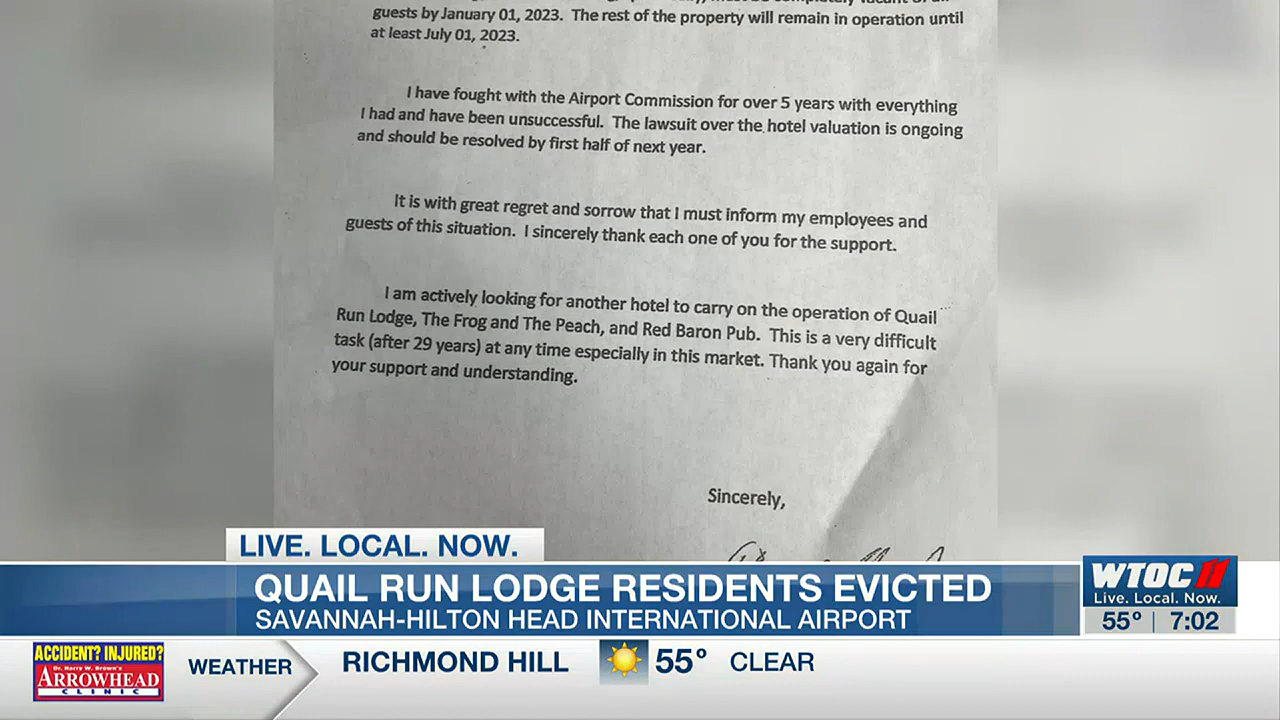 guests by January 01, 2023. The rest of the property will remain in operation until
at least July 01, 2023.
I have fought with the Airport Commission for over 5 years with everything
I had and have been unsuccessful. The lawsuit over the hotel valuation is ongoing
and should be resolved by first half of next year.
It is with great regret and sorrow that I must inform my employees and
guests of this situation. I sincerely thank each one of you for the support.
I am actively looking for another hotel to carry on the operation of Quail
Run Lodge, The Frog and The Peach, and Red Baron Pub. This is a very difficult
task (after 29 years) at any time especially in this market. Thank you again for
your support and understanding.
Sincerely,
LIVE. LOCAL. NOW.
QUAIL RUN LODGE RESIDENTS EVICTED
SAVANNAH-HILTON HEAD INTERNATIONAL AIRPORT
WTOC 11
Live. Local. Now.
55° | 7:02
ACCIDENT? INJURED?
Dr. Harry W. Brown's
ARROWHEAD
CLINIC
WEATHER
RICHMOND HILL 55° CLEAR